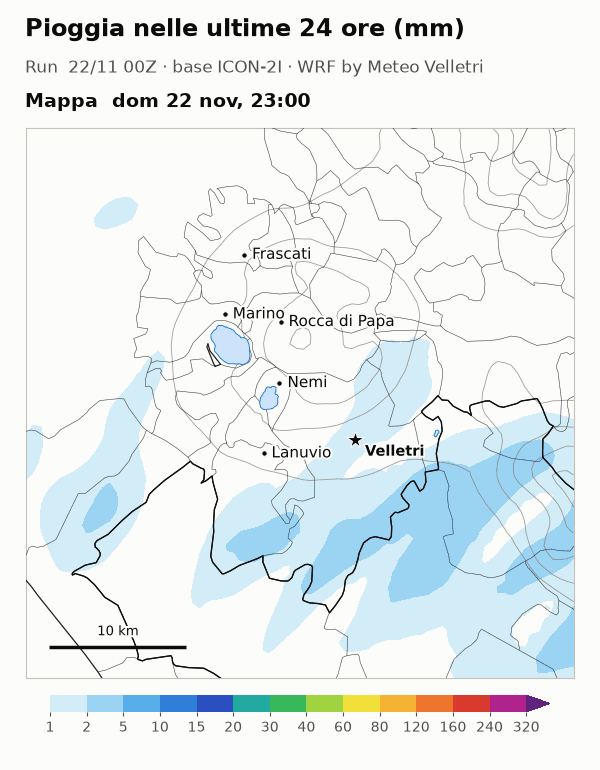 Pioggia nelle ultime 24 ore (mm)
Run  22/11 00Z · base ICON-2I · WRF by Meteo Velletri
Mappa  dom 22 nov, 23:00
Frascati
Marino
Rocca di Papa
Nemi
Velletri
Lanuvio
10 km
1 2 5 10 15 20 30 40 60 80 120 160 240 320